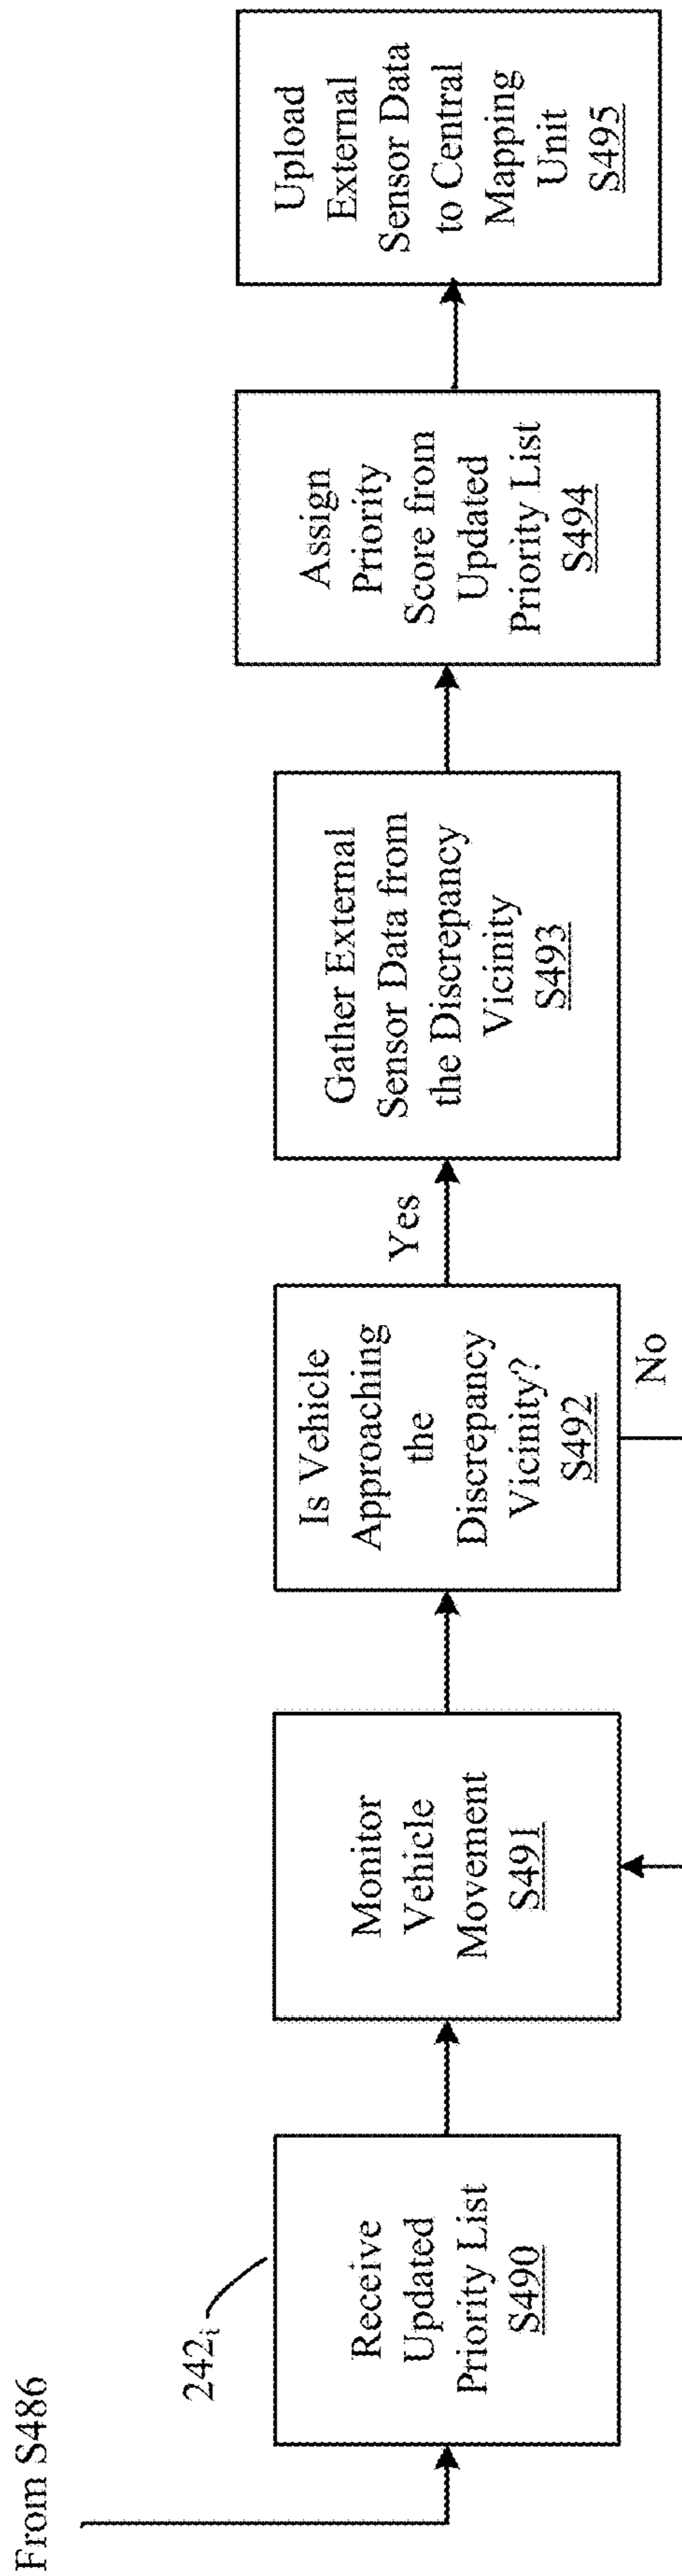 From S486
242i
Receive
Updated
Priority List
S490
Monitor
Vehicle
Movement
S491
Is Vehicle
Approaching
the
Discrepancy
Vicinity?
S492
Yes
No
Gather External
Sensor Data from
the Discrepancy
Vicinity
S493
Assign
Priority
Score from
Updated
Priority List
S494
Upload
External
Sensor Data
to Central
Mapping
Unit
S495